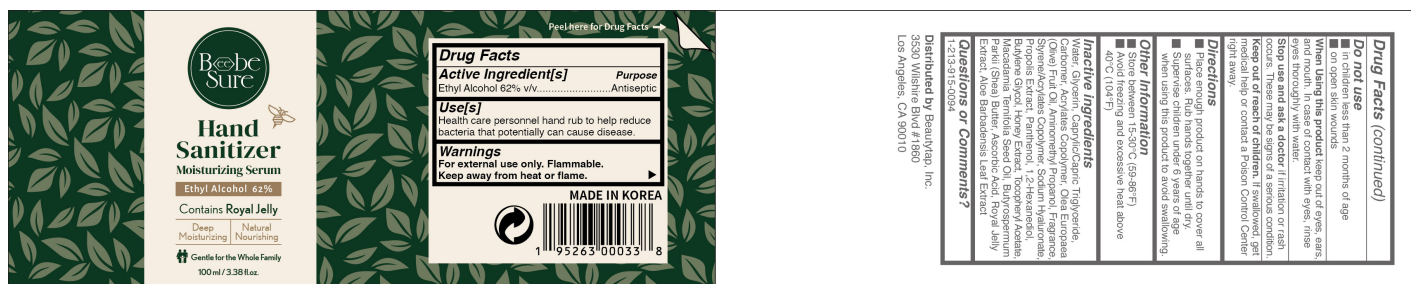 Beebe
Sure
Hand
Sanitizer
Moisturizing Serum
Ethyl Alcohol 62%
Contains Royal Jelly
Deep
Moisturizing
Natural
Nourishing
Gentle for the Whole Family
100 ml / 3.38 fl.oz.
Peel here for Drug Facts →
Drug Facts
Active Ingredient[s] Purpose
Ethyl Alcohol 62% v/v.......................Antiseptic
Use[s]
Health care personnel hand rub to help reduce
bacteria that potentially can cause disease.
Warnings
For external use only. Flammable.
Keep away from heat or flame. ▶
MADE IN KOREA
1 95263 00033 8
Drug Facts (continued)
Do not use
■ in children less than 2 months of age
■ on open skin wounds
When Using this product keep out of eyes, ears,
and mouth. In case of contact with eyes, rinse
eyes thoroughly with water.
Stop use and ask a doctor if irritation or rash
occurs. These may be signs of a serious condition.
Keep out of reach of children. If swallowed, get
medical help or contact a Poison Control Center
right away.
Directions
■ Place enough product on hands to cover all
surfaces. Rub hands together until dry.
■ Supervise children under 6 years of age
when using this product to avoid swallowing.
Other Information
■ Store between 15-30°C (59-86°F)
■ Avoid freezing and excessive heat above
40°C (104°F)
Inactive ingredients
Water, Glycerin, Caprylic/Capric Triglyceride,
Carbomer, Acrylates Copolymer, Olea Europaea
(Olive) Fruit Oil, Aminomethyl Propanol, Fragrance,
Styrene/Acrylates Copolymer, Sodium Hyaluronate,
Propolis Extract, Panthenol, 1,2-Hexanediol,
Butylene Glycol, Honey Extract, Tocopheryl Acetate,
Macadamia Ternifolia Seed Oil, Butyrospermum
Parkii (Shea) Butter, Ascorbic Acid, Royal Jelly
Extract, Aloe Barbadensis Leaf Extract
Questions or Comments?
1-213-915-0094
Distributed by Beautytap, Inc.
3530 Wilshire Blvd #1860
Los Angeles, CA 90010